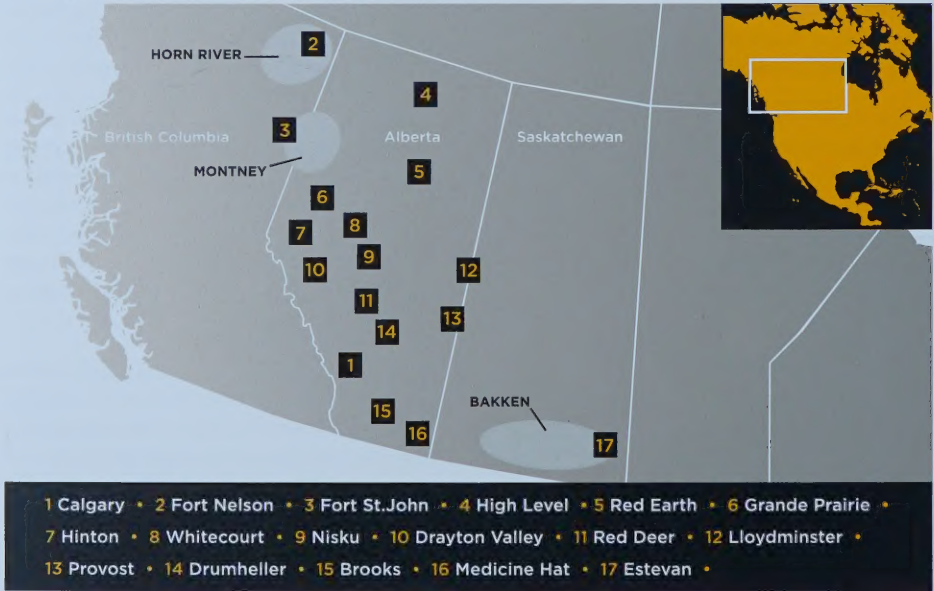 HORN RIVER
2
4
British Columbia
3
Alberta
Saskatchewan
MONTNEY
5
6
7
8
9
10
12
11
13
14
1
BAKKEN
15
16
17
1 Calgary • 2 Fort Nelson • 3 Fort St.John • 4 High Level • 5 Red Earth • 6 Grande Prairie •
7 Hinton • 8 Whitecourt • 9 Nisku • 10 Drayton Valley • 11 Red Deer • 12 Lloydminster •
13 Provost • 14 Drumheller • 15 Brooks • 16 Medicine Hat • 17 Estevan •